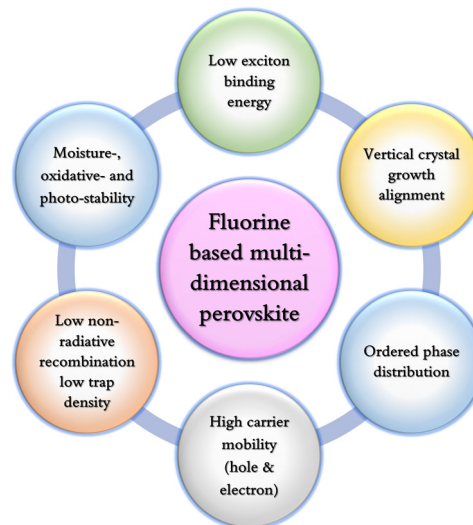 Low exciton
binding
energy
Vertical crystal
growth
alignment
Ordered phase
distribution
High carrier
mobility
(hole &
electron)
Low non-
radiative
recombination
low trap
density
Moisture-,
oxidative- and
photo-stability
Fluorine
based multi-
dimensional
perovskite